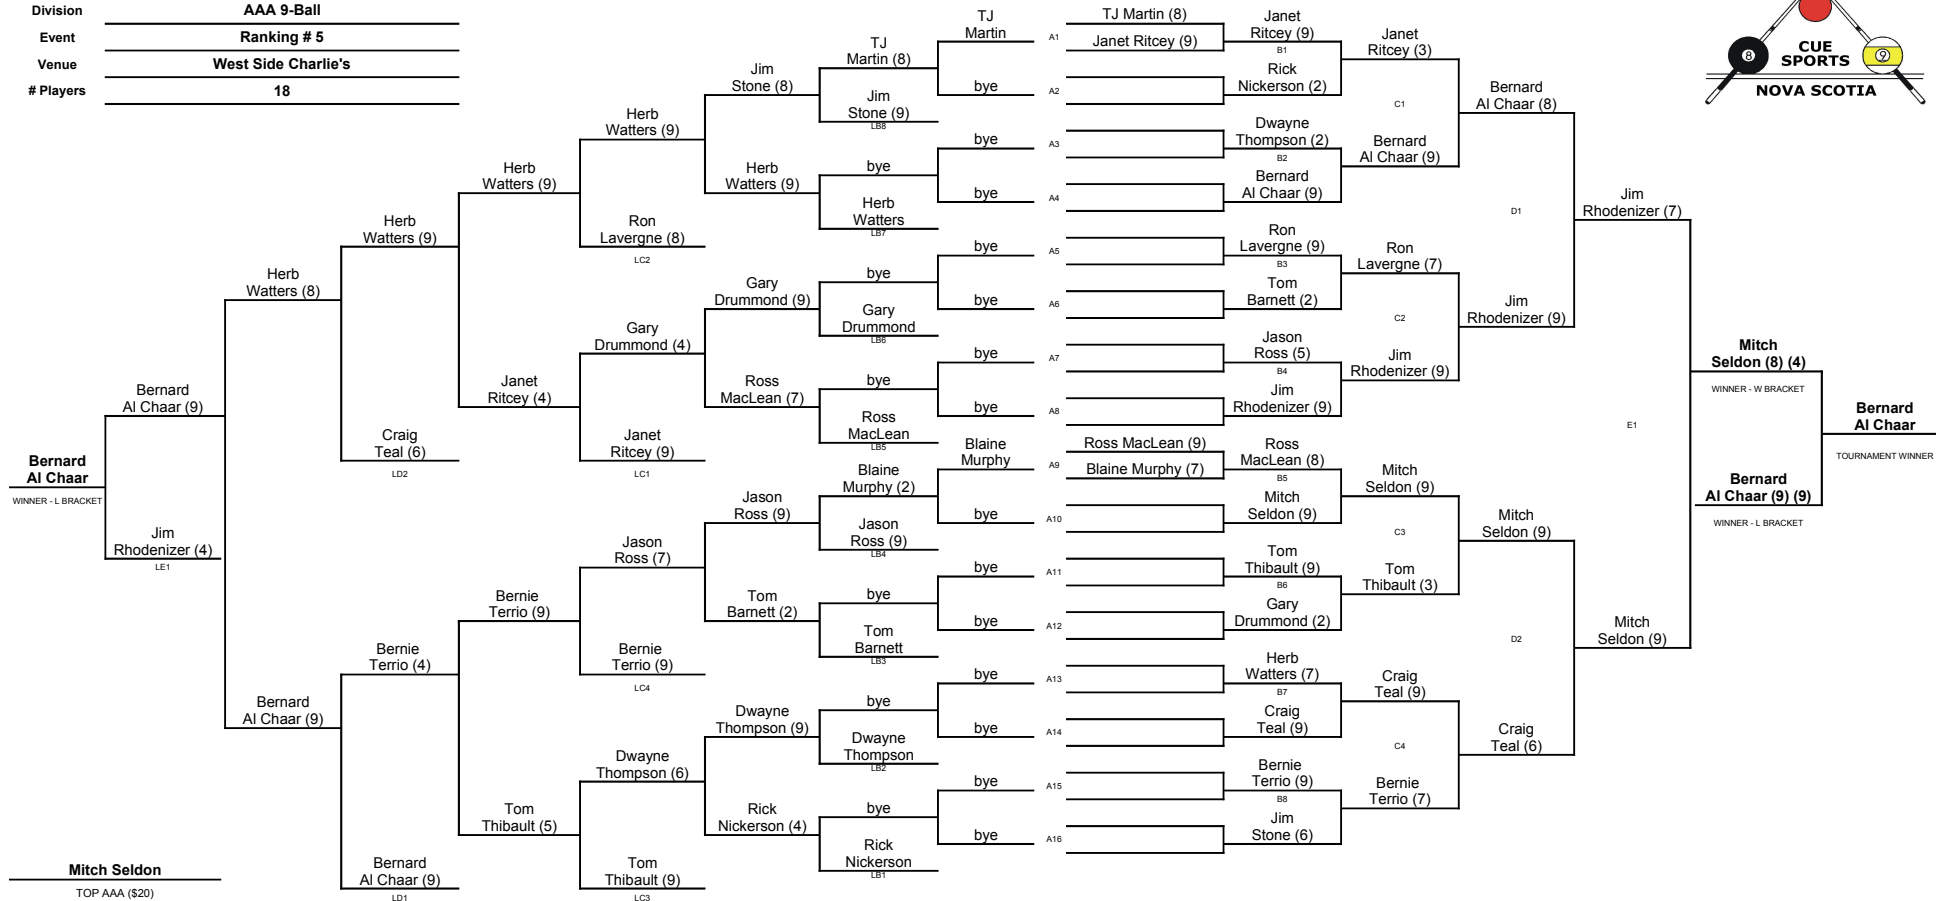 Division AAA 9-Ball
Event Ranking # 5
Venue West Side Charlie's
# Players 18
8
CUE
SPORTS
9
NOVA SCOTIA
Bernard
Al Chaar
WINNER - L BRACKET
Bernard
Al Chaar (9)
Jim
Rhodenizer (4)
LE1
Herb
Watters (8)
Bernard
Al Chaar (9)
Herb
Watters (9)
Craig
Teal (6)
LD2
Bernie
Terrio (4)
Bernard
Al Chaar (9)
LD1
Herb
Watters (9)
Janet
Ritcey (4)
Bernie
Terrio (9)
Tom
Thibault (5)
Herb
Watters (9)
Ron
Lavergne (8)
LC2
Gary
Drummond (4)
Janet
Ritcey (9)
LC1
Jason
Ross (7)
Bernie
Terrio (9)
LC4
Dwayne
Thompson (6)
Tom
Thibault (9)
LC3
Jim
Stone (8)
Herb
Watters (9)
Gary
Drummond (9)
Ross
MacLean (7)
Jason
Ross (9)
Tom
Barnett (2)
Dwayne
Thompson (9)
Rick
Nickerson (4)
TJ
Martin (8)
Jim
Stone (9)
LB8
bye
Herb
Watters
LB7
bye
Gary
Drummond
LB6
bye
Ross
MacLean
LB5
Blaine
Murphy (2)
Jason
Ross (9)
LB4
bye
Tom
Barnett
LB3
bye
Dwayne
Thompson
LB2
bye
Rick
Nickerson
LB1
TJ
Martin
bye
bye
bye
bye
bye
bye
bye
Blaine
Murphy
bye
bye
bye
bye
bye
bye
bye
A1
A2
A3
A4
A5
A6
A7
A8
A9
A10
A11
A12
A13
A14
A15
A16
TJ Martin (8)
Janet Ritcey (9)
Ross MacLean (9)
Blaine Murphy (7)
Janet
Ritcey (9)
B1
Rick
Nickerson (2)
Dwayne
Thompson (2)
B2
Bernard
Al Chaar (9)
Ron
Lavergne (9)
B3
Tom
Barnett (2)
Jason
Ross (5)
B4
Jim
Rhodenizer (9)
Ross
MacLean (8)
B5
Mitch
Seldon (9)
Tom
Thibault (9)
B6
Gary
Drummond (2)
Herb
Watters (7)
B7
Craig
Teal (9)
Bernie
Terrio (9)
B8
Jim
Stone (6)
Janet
Ritcey (3)
C1
Bernard
Al Chaar (9)
Ron
Lavergne (7)
C2
Jim
Rhodenizer (9)
Mitch
Seldon (9)
C3
Tom
Thibault (3)
Craig
Teal (9)
C4
Bernie
Terrio (7)
Bernard
Al Chaar (8)
D1
Jim
Rhodenizer (9)
Mitch
Seldon (9)
D2
Craig
Teal (6)
Jim
Rhodenizer (7)
E1
Mitch
Seldon (9)
Mitch
Seldon (8) (4)
WINNER - W BRACKET
Bernard
Al Chaar (9) (9)
WINNER - L BRACKET
Bernard
Al Chaar
TOURNAMENT WINNER
Mitch Seldon
TOP AAA ($20)